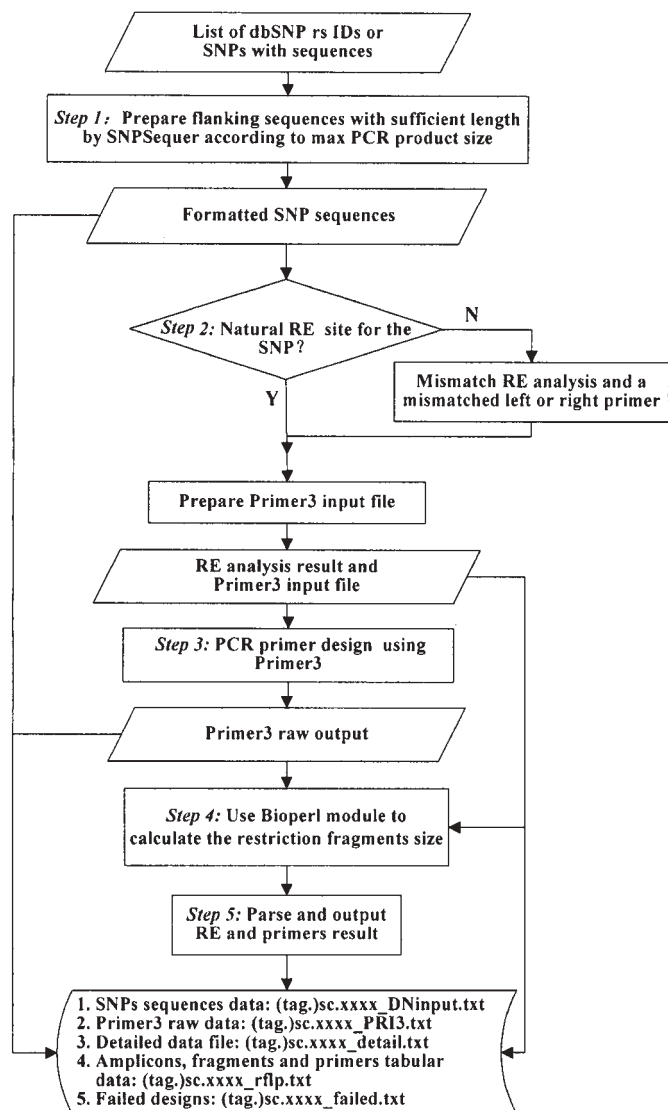 List of dbSNP rs IDs or
SNPs with sequences
Step 1: Prepare flanking sequences with sufficient length
by SNPSequer according to max PCR product size
Formatted SNP sequences
Step 2: Natural RE site for the
SNP?
N
Y
Mismatch RE analysis and a
mismatched left or right primer
Prepare Primer3 input file
RE analysis result and
Primer3 input file
Step 3: PCR primer design using
Primer3
Primer3 raw output
Step 4: Use Bioperl module to
calculate the restriction fragments size
Step 5: Parse and output
RE and primers result
1. SNPs sequences data: (tag.)sc.xxxx_DNinput.txt
2. Primer3 raw data: (tag.)sc.xxxx_PRI3.txt
3. Detailed data file: (tag.)sc.xxxx_detail.txt
4. Amplicons, fragments and primers tabular
data: (tag.)sc.xxxx_rflp.txt
5. Failed designs: (tag.)sc.xxxx_failed.txt